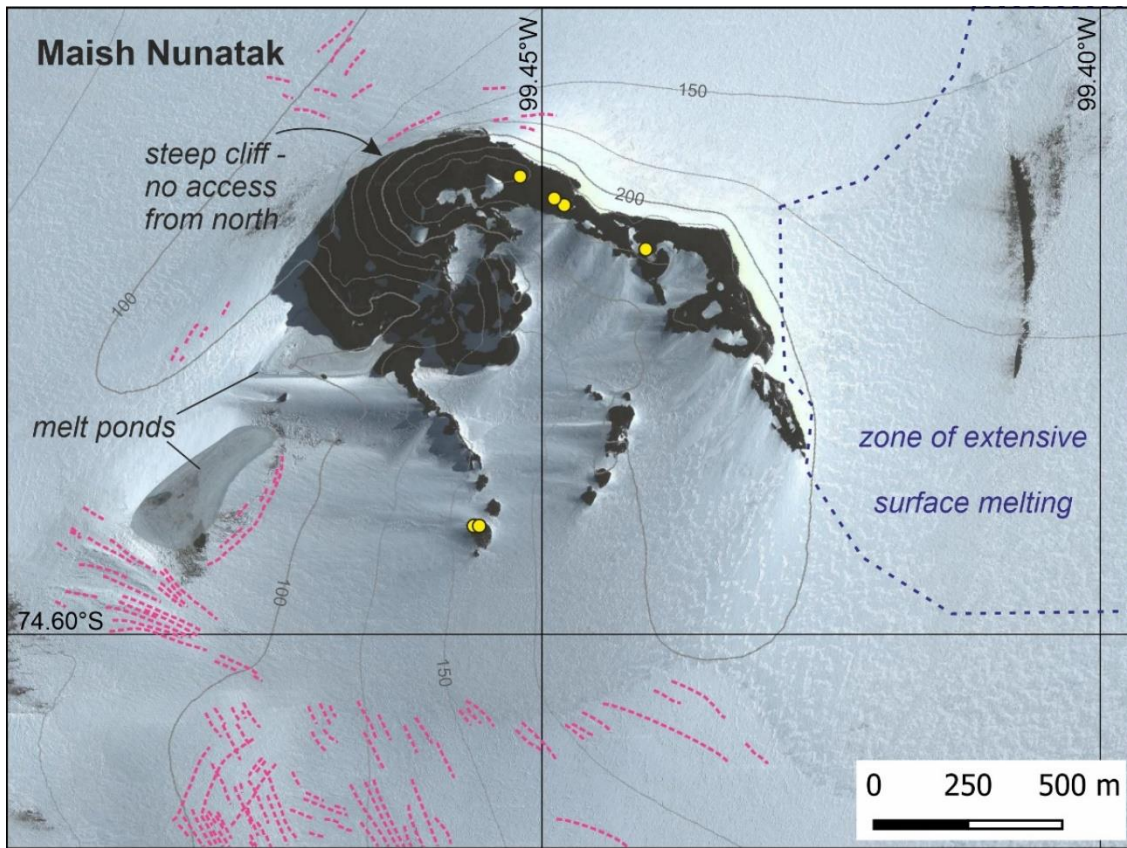 Maish Nunatak
99.45°W
99.40°W
150
steep cliff -
no access
from north
200
100
melt ponds
zone of extensive
surface melting
100
74.60°S
150
0 250 500 m